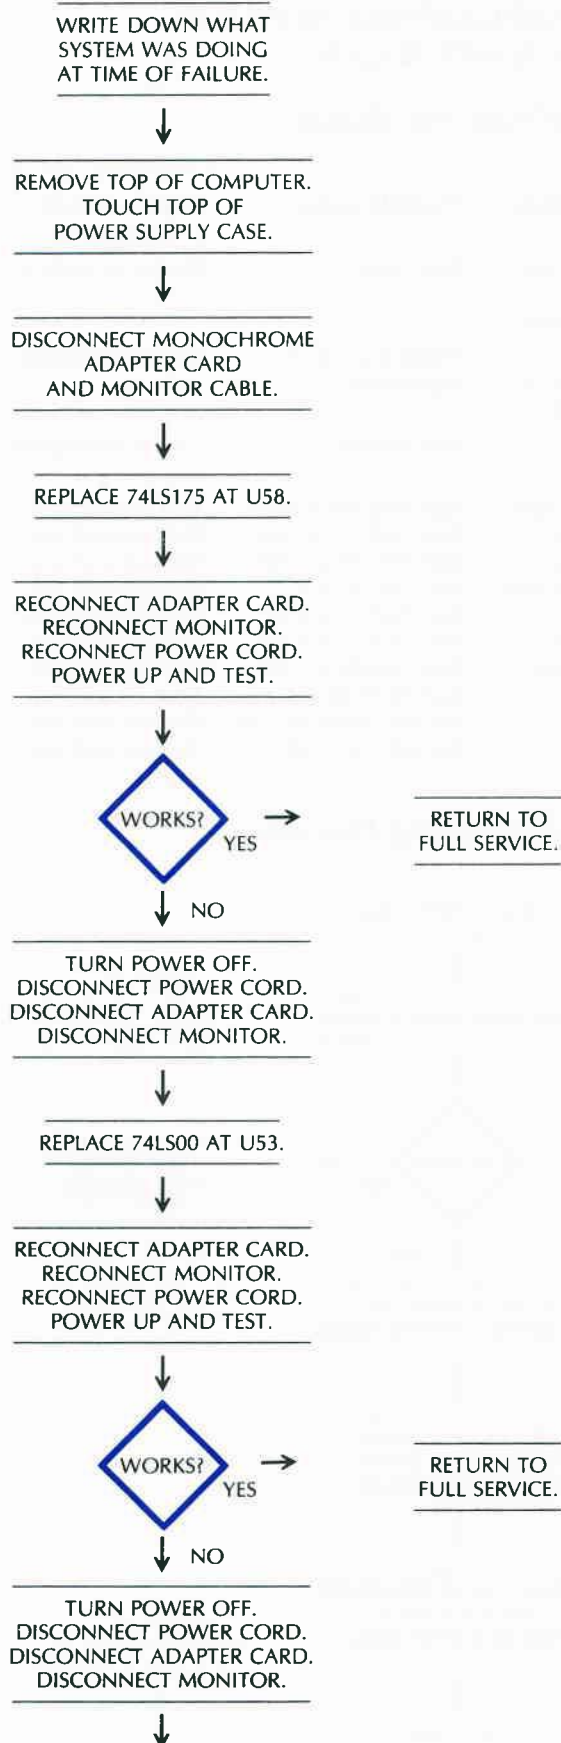 WRITE DOWN WHAT
SYSTEM WAS DOING
AT TIME OF FAILURE.
REMOVE TOP OF COMPUTER.
TOUCH TOP OF
POWER SUPPLY CASE.
DISCONNECT MONOCHROME
ADAPTER CARD
AND MONITOR CABLE.
REPLACE 74LS175 AT U58.
RECONNECT ADAPTER CARD.
RECONNECT MONITOR.
RECONNECT POWER CORD.
POWER UP AND TEST.
WORKS?
YES
RETURN TO
FULL SERVICE.
NO
TURN POWER OFF.
DISCONNECT POWER CORD.
DISCONNECT ADAPTER CARD.
DISCONNECT MONITOR.
REPLACE 74LS00 AT U53.
RECONNECT ADAPTER CARD.
RECONNECT MONITOR.
RECONNECT POWER CORD.
POWER UP AND TEST.
WORKS?
YES
RETURN TO
FULL SERVICE.
NO
TURN POWER OFF.
DISCONNECT POWER CORD.
DISCONNECT ADAPTER CARD.
DISCONNECT MONITOR.